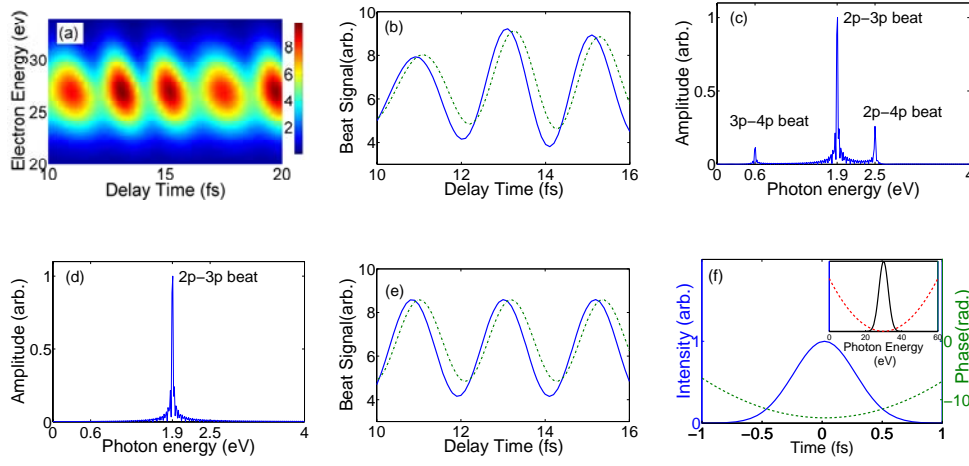 (a)
Electron Energy (ev)
30
27
25
20
10
15
20
Delay Time (fs)
8
6
4
2
(b)
Beat Signal(arb.)
8
6
4
10
12
14
16
Delay Time (fs)
(c)
2p−3p beat
3p−4p beat
2p−4p beat
Amplitude (arb.)
1
0.5
0
0
0.6
1.9
2.5
4
Photon energy (eV)
(d)
2p−3p beat
Amplitude (arb.)
1
0.5
0
0
0.6
1.9
2.5
4
Photon energy (eV)
(e)
Beat Signal(arb.)
8
6
4
10
12
14
16
Delay Time (fs)
(f)
Intensity (arb.)
1
0
−1
−0.5
0
0.5
1
Time (fs)
Phase(rad.)
0
−10
0
20
40
60
Photon Energy
(eV)